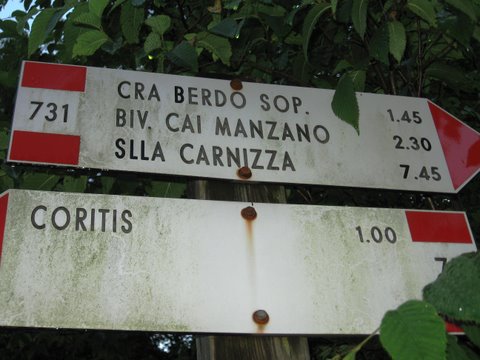 731
CRA BERDO SOP. 1.45
BIV. CAI MANZANO 2.30
SLLA CARNIZZA 7.45
CORITIS 1.00